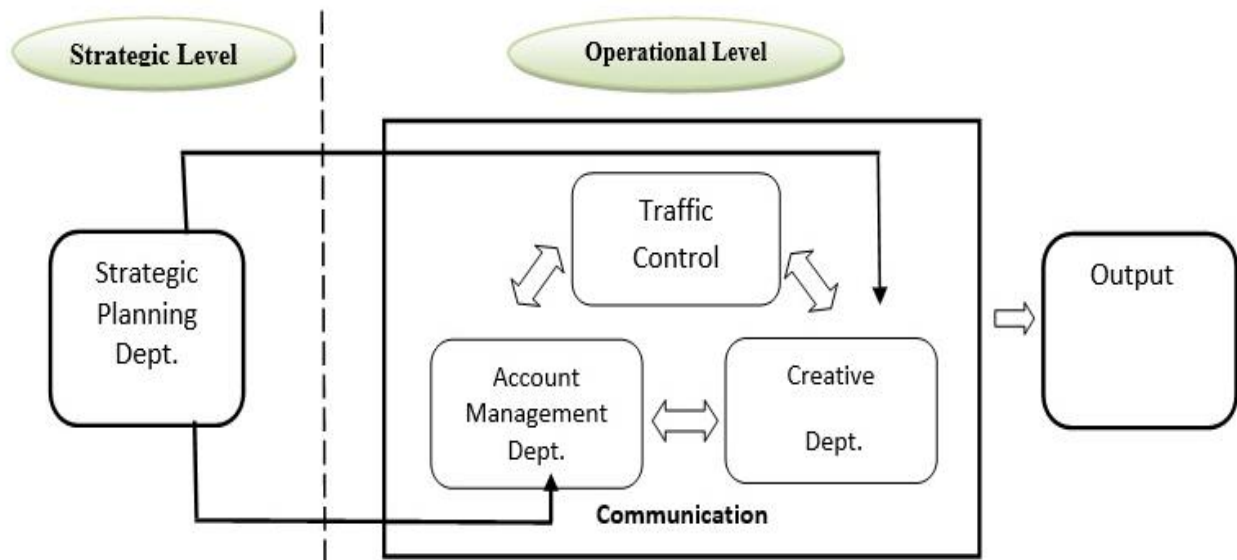 Strategic Level
Operational Level
Traffic
Control
Strategic
Planning
Dept.
Output
Account
Management
Dept.
Creative
Dept.
Communication